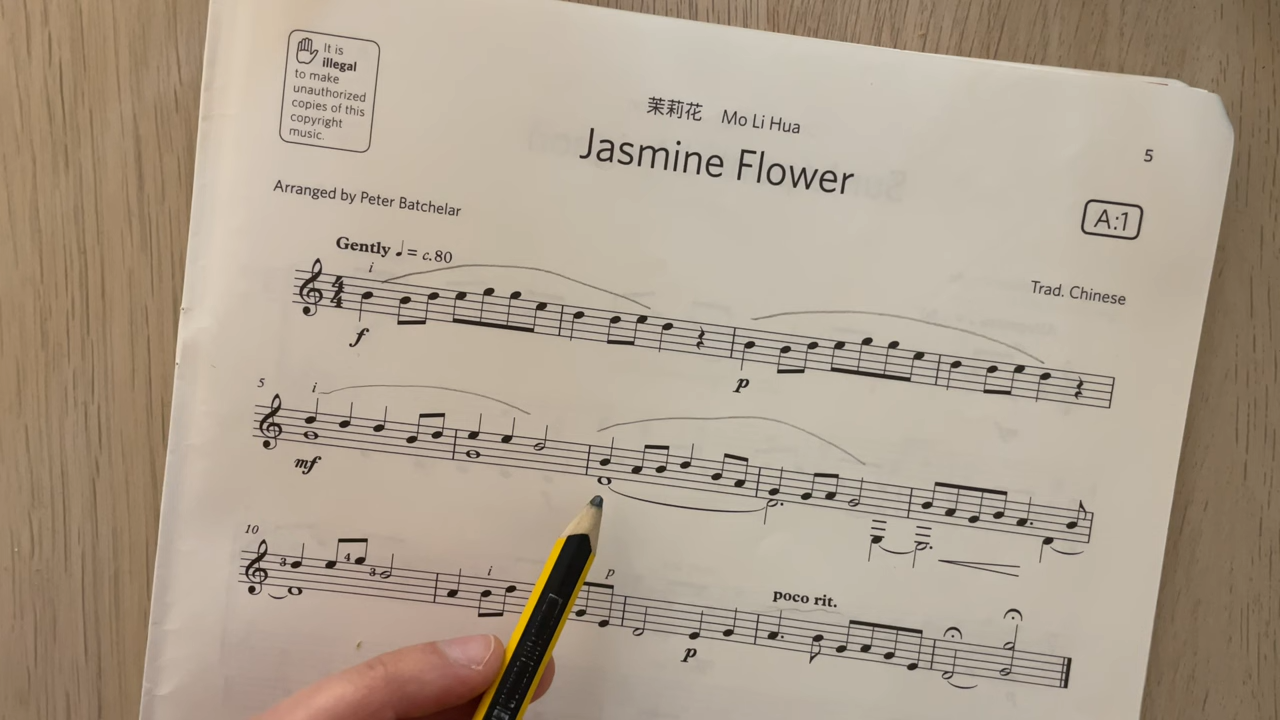 It is
illegal
to make
unauthorized
copies of this
copyright
music.
茉莉花 Mo Li Hua
Jasmine Flower
5
A:1
Arranged by Peter Batchelar
Trad. Chinese
Gently ♩= c.80
i
f
p
5
i
mf
10
3
4
3
i
p
p
poco rit.